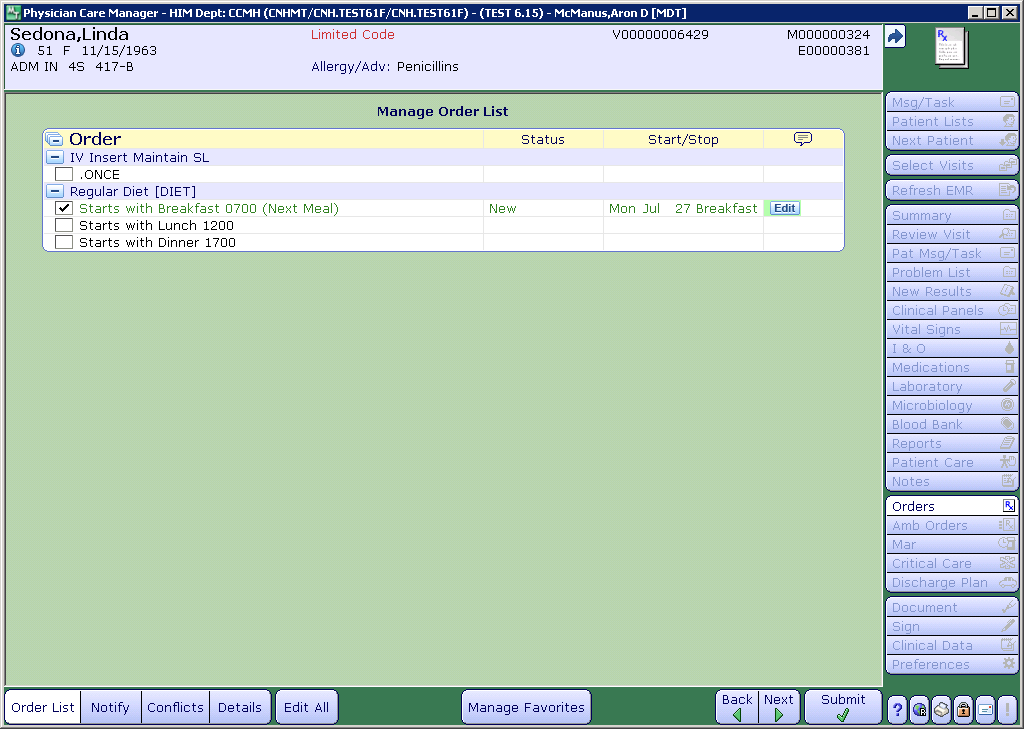 Physician Care Manager - HIM Dept: CCMH (CNHMT/CNH.TEST61F/CNH.TEST61F) - (TEST 6.15) - McManus,Aron D [MDT]
Sedona,Linda
Limited Code
V00000006429
M000000324
51 F 11/15/1963
E00000381
ADM IN 4S 417-B
Allergy/Adv: Penicillins
Manage Order List
Order Status Start/Stop
IV Insert Maintain SL
.ONCE
Regular Diet [DIET]
Starts with Breakfast 0700 (Next Meal) New Mon Jul 27 Breakfast Edit
Starts with Lunch 1200
Starts with Dinner 1700
Msg/Task
Patient Lists
Next Patient
Select Visits
Refresh EMR
Summary
Review Visit
Pat Msg/Task
Problem List
New Results
Clinical Panels
Vital Signs
I & O
Medications
Laboratory
Microbiology
Blood Bank
Reports
Patient Care
Notes
Orders
Amb Orders
Mar
Critical Care
Discharge Plan
Document
Sign
Clinical Data
Preferences
Order List Notify Conflicts Details Edit All Manage Favorites Back Next Submit